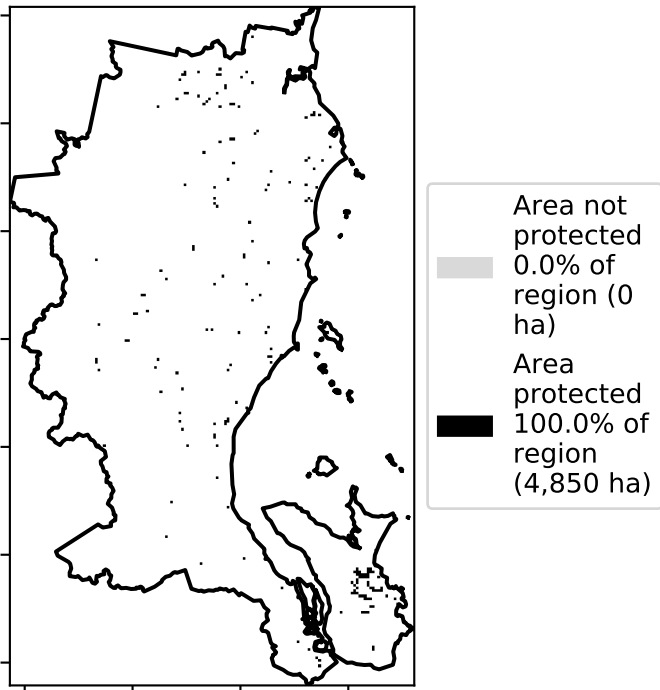 Area not
protected
0.0% of
region (0
ha)
Area
protected
100.0% of
region
(4,850 ha)